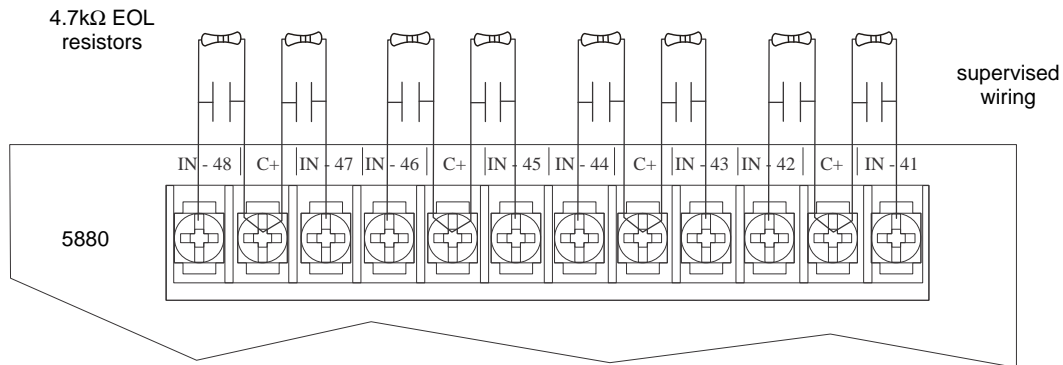 4.7kΩ EOL
resistors
supervised
wiring
IN - 48 C+ IN - 47 IN - 46 C+ IN - 45 IN - 44 C+ IN - 43 IN - 42 C+ IN - 41
5880